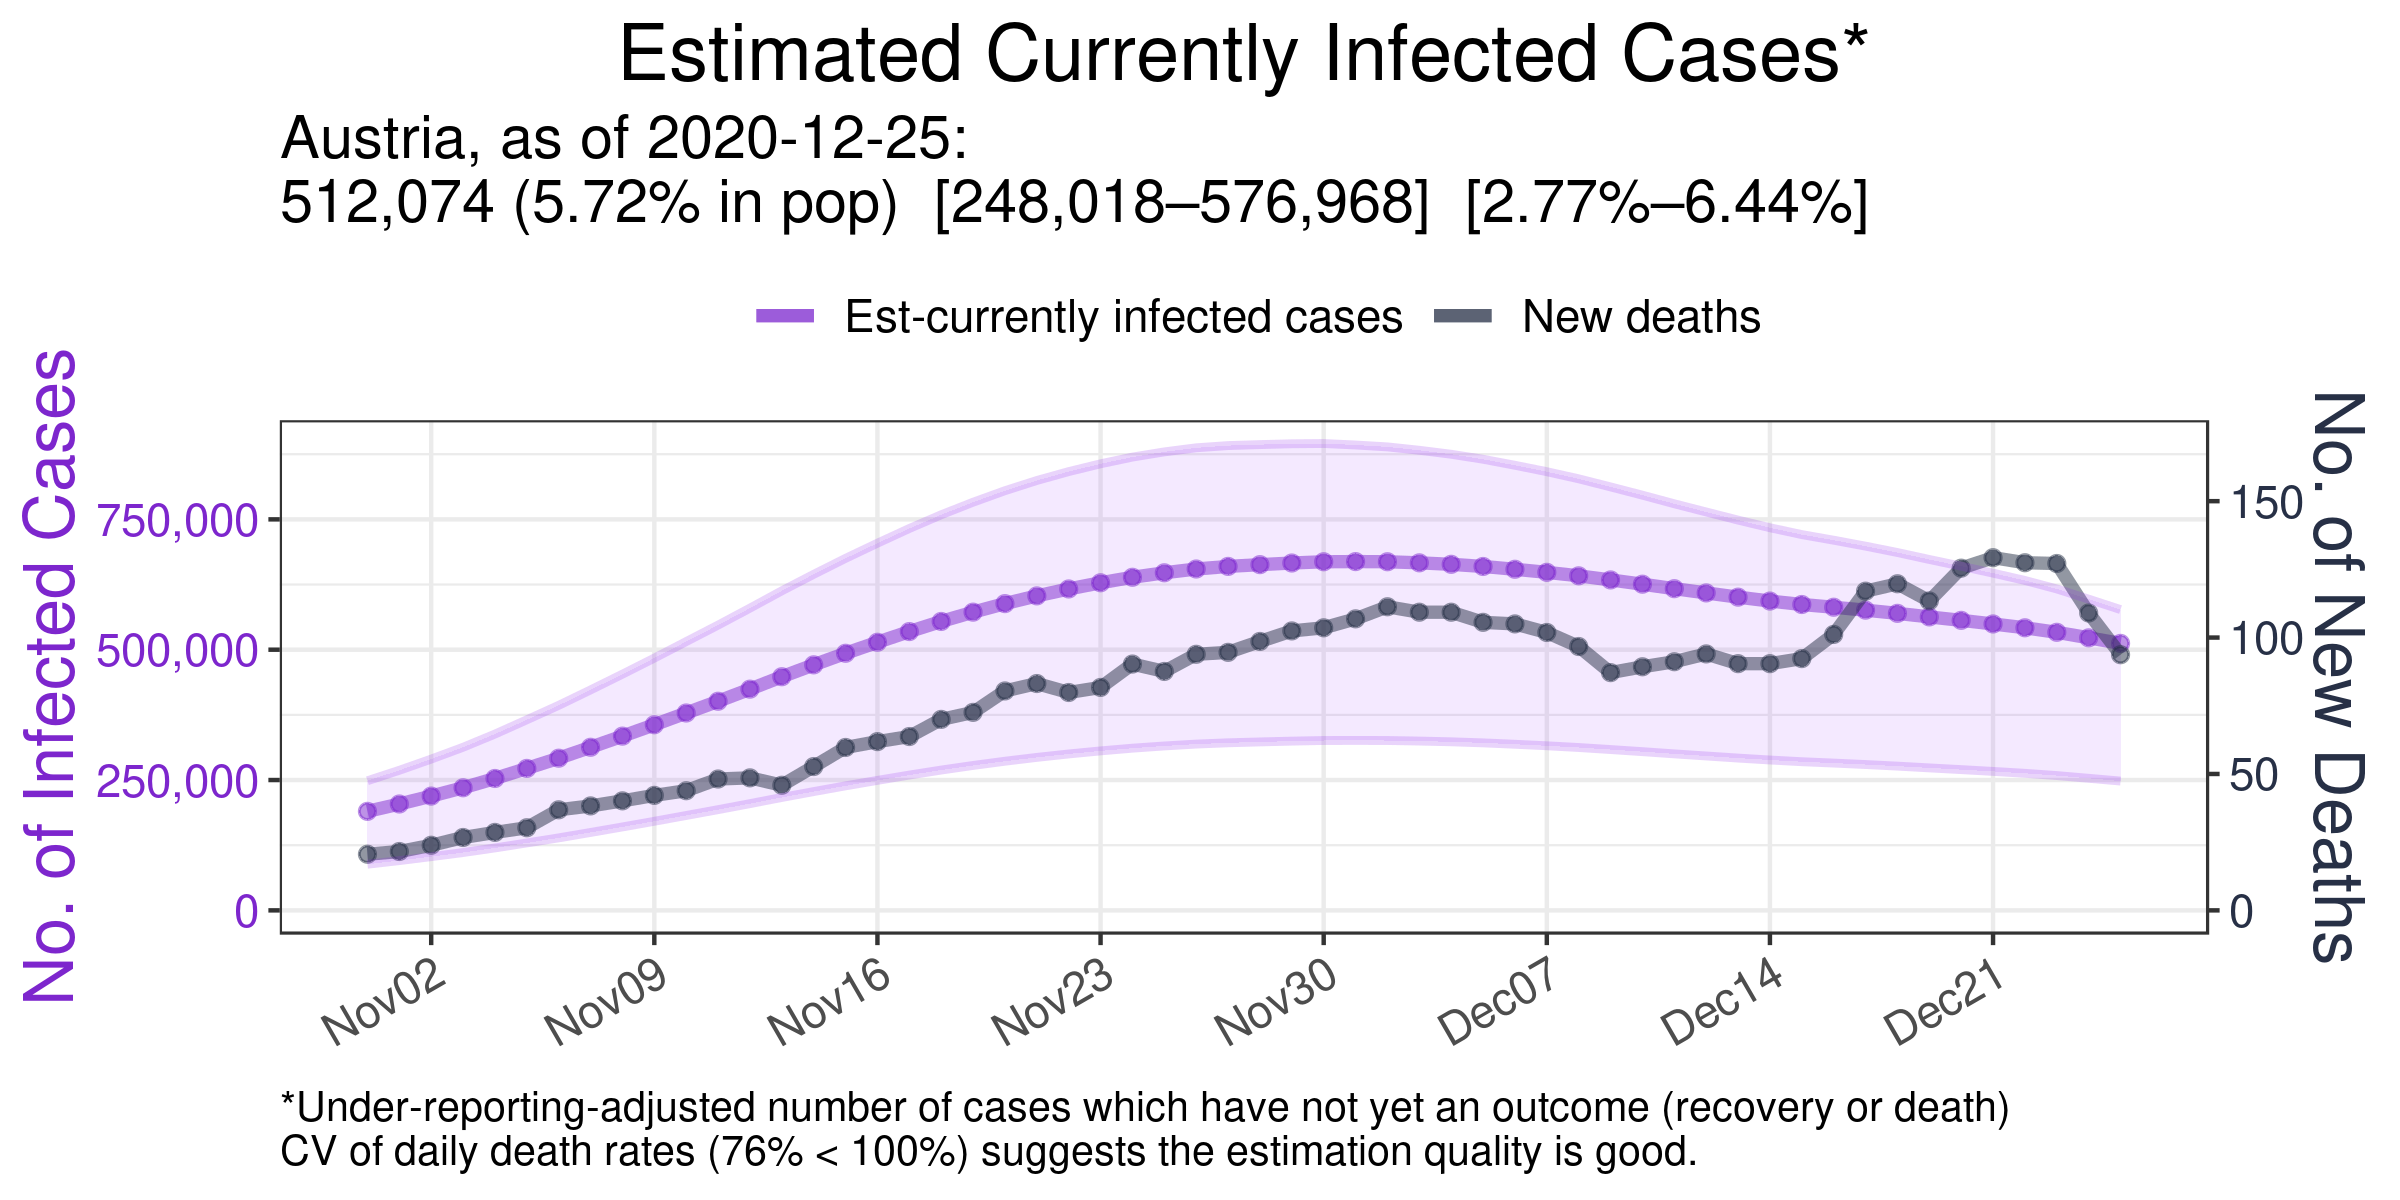 Estimated Currently Infected Cases*
Austria, as of 2020-12-25:
512,074 (5.72% in pop)  [248,018–576,968]  [2.77%–6.44%]
Est-currently infected cases
New deaths
No. of Infected Cases
750,000
500,000
250,000
0
150
100
50
0
No. of New Deaths
Nov02
Nov09
Nov16
Nov23
Nov30
Dec07
Dec14
Dec21
*Under-reporting-adjusted number of cases which have not yet an outcome (recovery or death)
CV of daily death rates (76% < 100%) suggests the estimation quality is good.